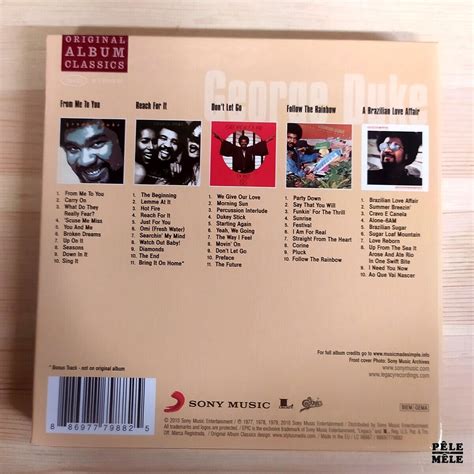 ORIGINAL
ALBUM
CLASSICS
George Duke
From Me To You
1. From Me To You
2. Carry On
3. What Do They
Really Fear?
4. 'Scuse Me Miss
5. You And Me
6. Broken Dreams
7. Up On It
8. Seasons
9. Down In It
10. Sing It
Reach For It
1. The Beginning
2. Lemme At It
3. Hot Fire
4. Reach For It
5. Just For You
6. Omi (Fresh Water)
7. Searchin' My Mind
8. Watch Out Baby!
9. Diamonds
10. The End
11. Bring It On Home*
Don't Let Go
1. We Give Our Love
2. Morning Sun
3. Percussion Interlude
4. Dukey Stick
5. Starting Again
6. Yeah, We Going
7. The Way I Feel
8. Movin' On
9. Don't Let Go
10. Preface
11. The Future
Follow The Rainbow
1. Party Down
2. Say That You Will
3. Funkin' For The Thrill
4. Sunrise
5. Festival
6. I Am For Real
7. Straight From The Heart
8. Corine
9. Pluck
10. Follow The Rainbow
A Brazilian Love Affair
1. Brazilian Love Affair
2. Summer Breezin'
3. Cravo E Canela
4. Alone-6AM
5. Brazilian Sugar
6. Sugar Loaf Mountain
7. Love Reborn
8. Up From The Sea It
Arose And Ate Rio
In One Swift Bite
9. I Need You Now
10. Ao Que Vai Nascer
* Bonus Track - not on original album
For full album credits go to www.musicmadesimple.info
Front cover Photo: Sony Music Archives
www.sonymusic.com
www.legacyrecordings.com
8 86977 79882 5
SONY MUSIC
Epic
BIEM/GEMA
PÊLE
MÊLE